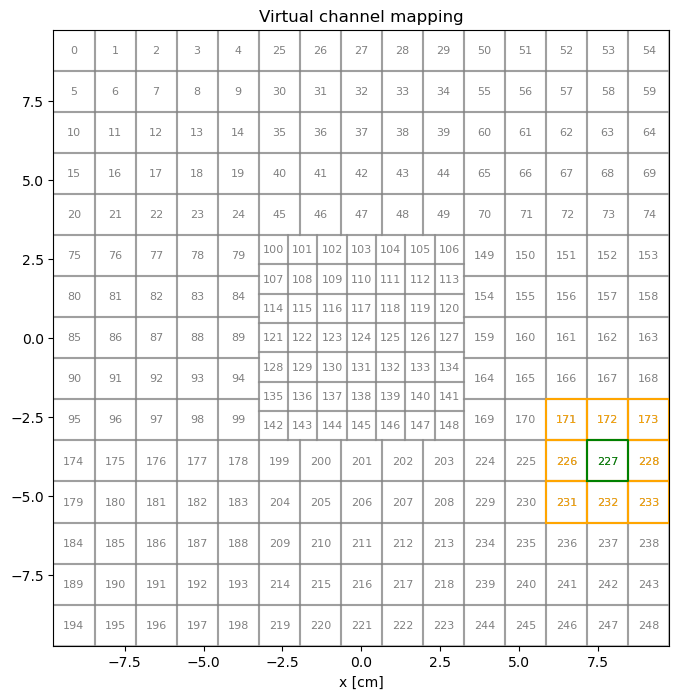 Virtual channel mapping
0 1 2 3 4 25 26 27 28 29 50 51 52 53 54
5 6 7 8 9 30 31 32 33 34 55 56 57 58 59
7.5
10 11 12 13 14 35 36 37 38 39 60 61 62 63 64
15 16 17 18 19 40 41 42 43 44 65 66 67 68 69
5.0
20 21 22 23 24 45 46 47 48 49 70 71 72 73 74
75 76 77 78 79 100 101 102 103 104 105 106 149 150 151 152 153
2.5
107 108 109 110 111 112 113
80 81 82 83 84 114 115 116 117 118 119 120 154 155 156 157 158
0.0
85 86 87 88 89 121 122 123 124 125 126 127 159 160 161 162 163
128 129 130 131 132 133 134
90 91 92 93 94 164 165 166 167 168
135 136 137 138 139 140 141
−2.5
95 96 97 98 99 142 143 144 145 146 147 148 169 170 171 172 173
174 175 176 177 178 199 200 201 202 203 224 225 226 227 228
−5.0
179 180 181 182 183 204 205 206 207 208 229 230 231 232 233
184 185 186 187 188 209 210 211 212 213 234 235 236 237 238
−7.5
189 190 191 192 193 214 215 216 217 218 239 240 241 242 243
194 195 196 197 198 219 220 221 222 223 244 245 246 247 248
−7.5 −5.0 −2.5 0.0 2.5 5.0 7.5
x [cm]